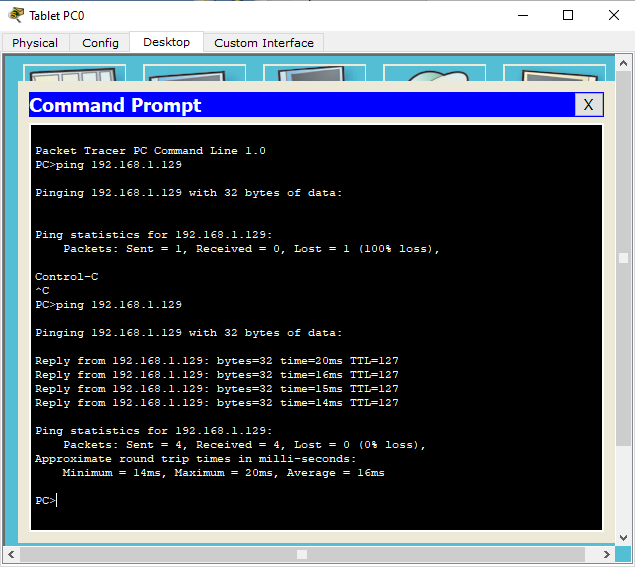 Tablet PC0
Physical Config Desktop Custom Interface
Command Prompt X
Packet Tracer PC Command Line 1.0
PC>ping 192.168.1.129
Pinging 192.168.1.129 with 32 bytes of data:
Ping statistics for 192.168.1.129:
Packets: Sent = 1, Received = 0, Lost = 1 (100% loss),
Control-C
^C
PC>ping 192.168.1.129
Pinging 192.168.1.129 with 32 bytes of data:
Reply from 192.168.1.129: bytes=32 time=20ms TTL=127
Reply from 192.168.1.129: bytes=32 time=16ms TTL=127
Reply from 192.168.1.129: bytes=32 time=15ms TTL=127
Reply from 192.168.1.129: bytes=32 time=14ms TTL=127
Ping statistics for 192.168.1.129:
Packets: Sent = 4, Received = 4, Lost = 0 (0% loss),
Approximate round trip times in milli-seconds:
Minimum = 14ms, Maximum = 20ms, Average = 16ms
PC>